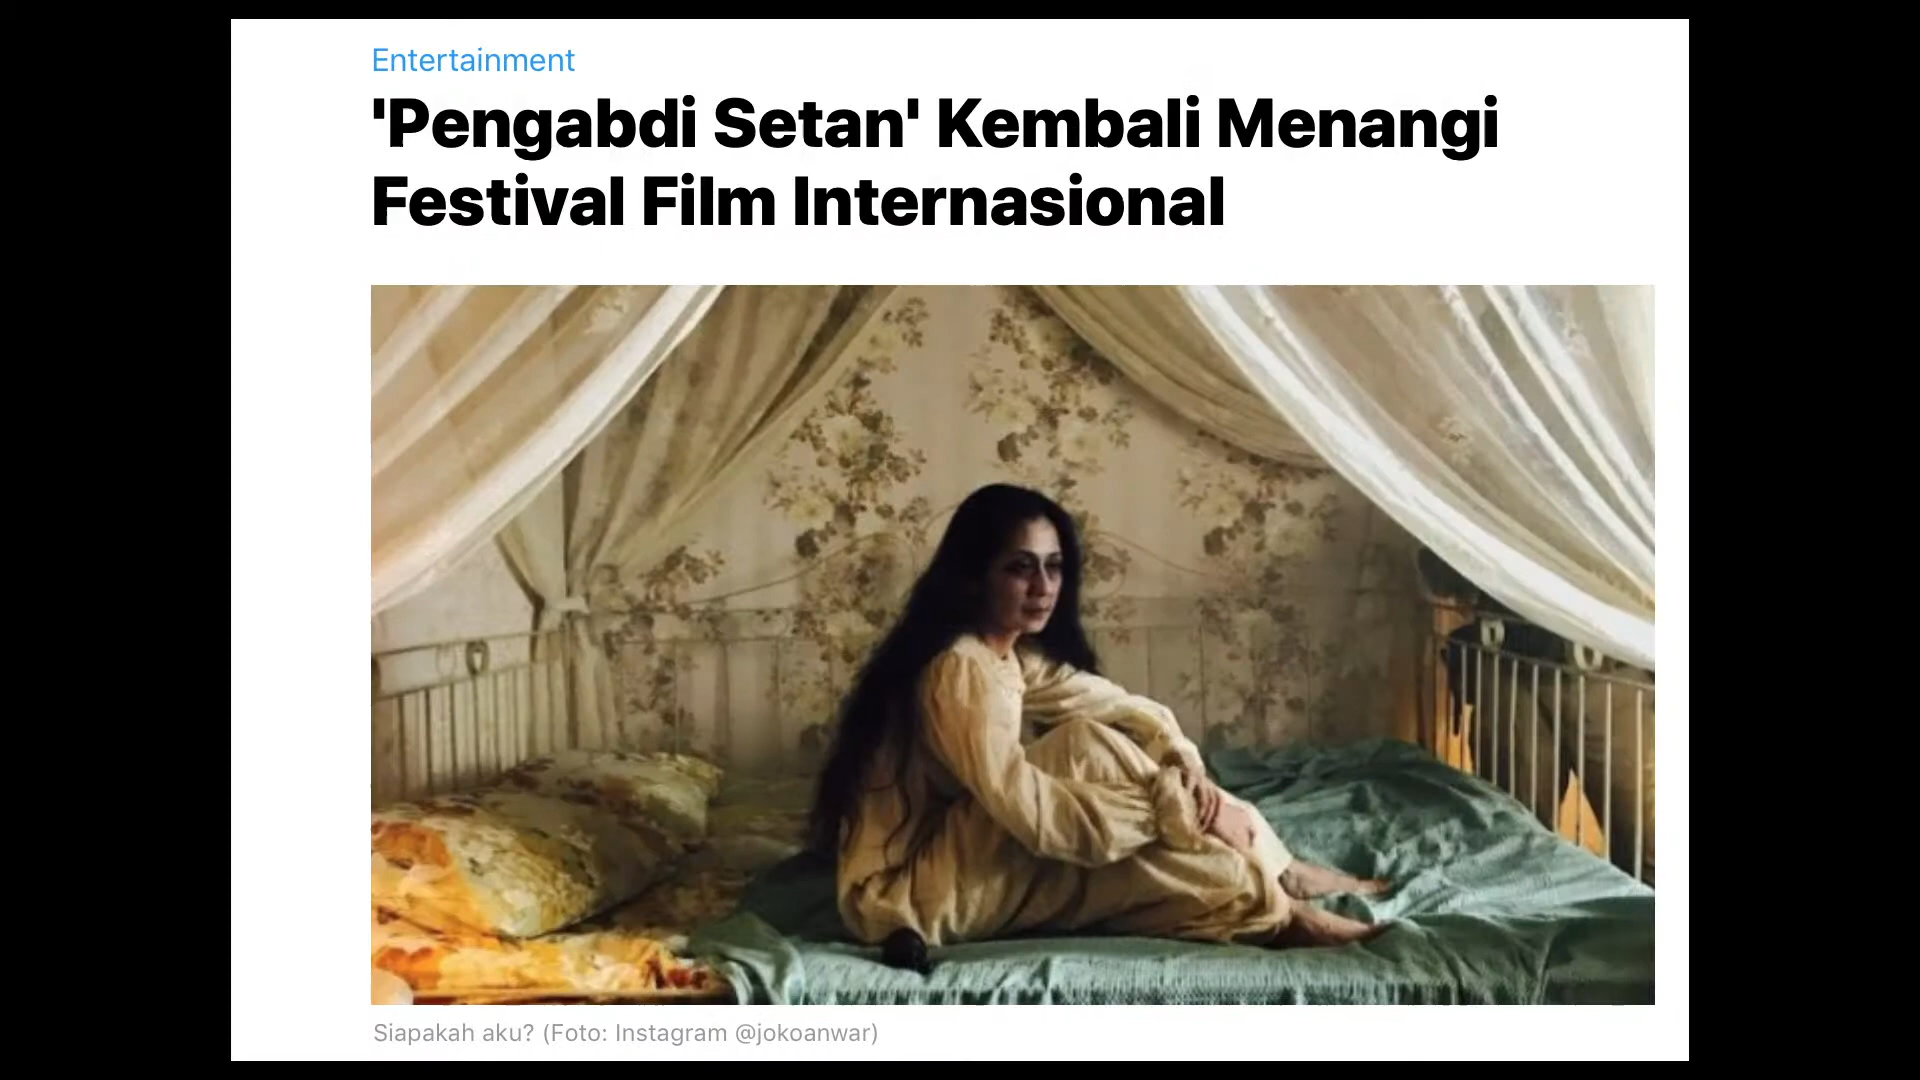 Entertainment
'Pengabdi Setan' Kembali Menangi
Festival Film Internasional
Siapakah aku? (Foto: Instagram @jokoanwar)